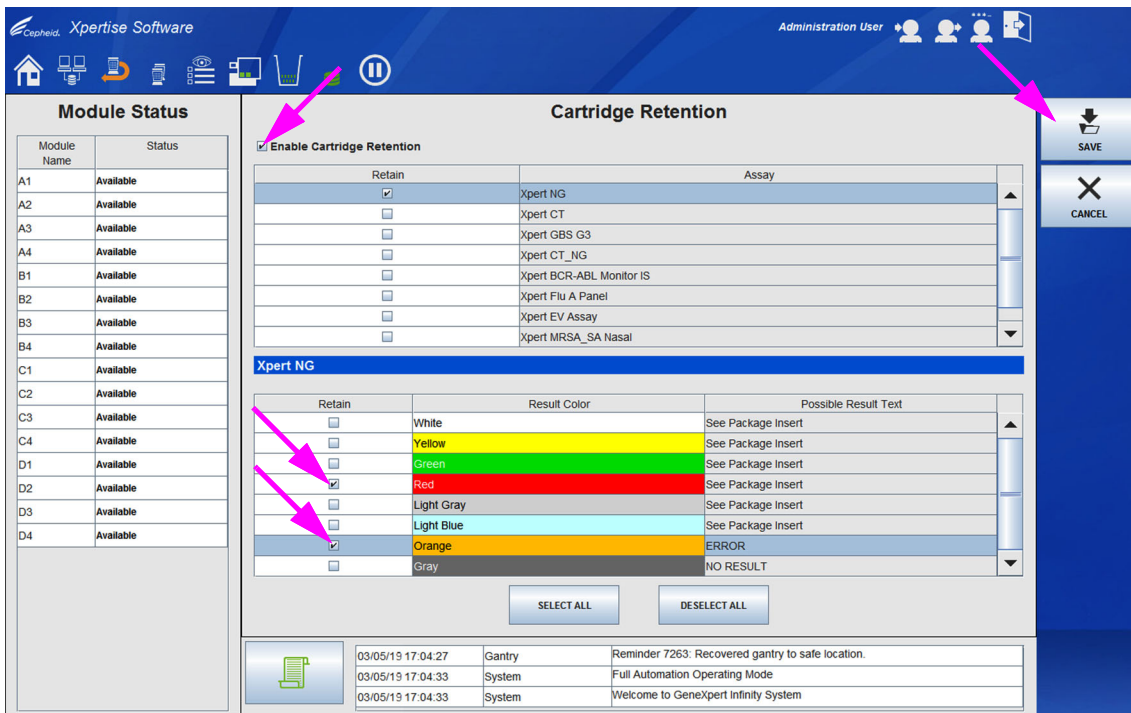 Cepheid. Xpertise Software
Administration User
Module Status
Module Name Status
A1 Available
A2 Available
A3 Available
A4 Available
B1 Available
B2 Available
B3 Available
B4 Available
C1 Available
C2 Available
C3 Available
C4 Available
D1 Available
D2 Available
D3 Available
D4 Available
Cartridge Retention
Enable Cartridge Retention
Retain Assay
Xpert NG
Xpert CT
Xpert GBS G3
Xpert CT_NG
Xpert BCR-ABL Monitor IS
Xpert Flu A Panel
Xpert EV Assay
Xpert MRSA_SA Nasal
Xpert NG
Retain Result Color Possible Result Text
White See Package Insert
Yellow See Package Insert
Green See Package Insert
Red See Package Insert
Light Gray See Package Insert
Light Blue See Package Insert
Orange ERROR
Gray NO RESULT
SELECT ALL DESELECT ALL
03/05/19 17:04:27 Gantry Reminder 7263: Recovered gantry to safe location.
03/05/19 17:04:33 System Full Automation Operating Mode
03/05/19 17:04:33 System Welcome to GeneXpert Infinity System
SAVE
CANCEL